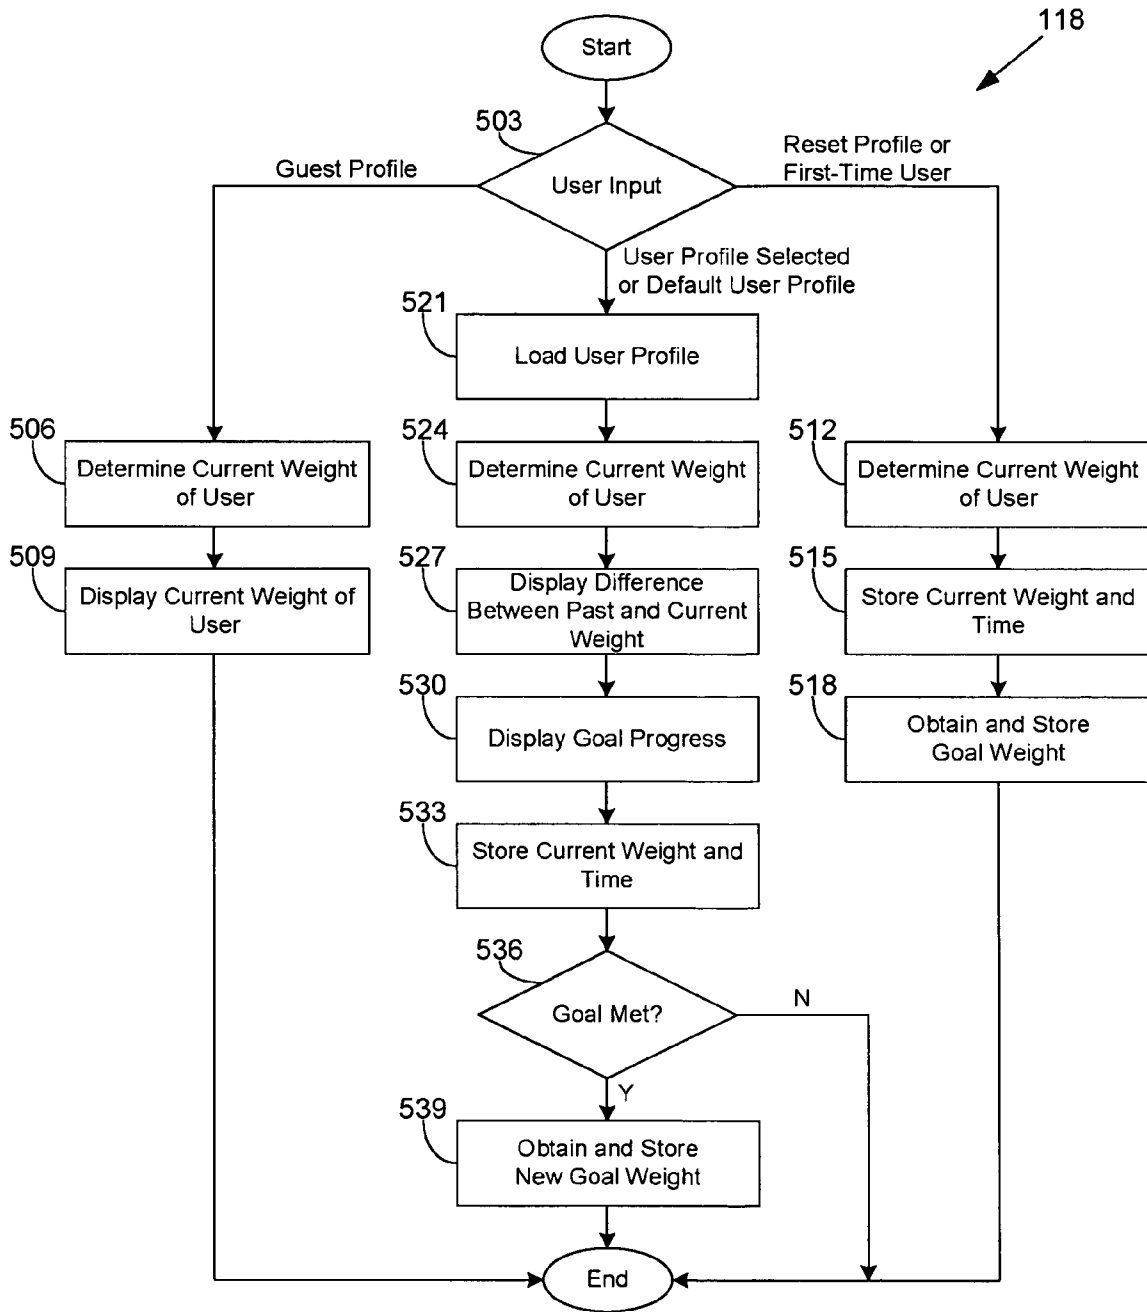 118
Start
503
User Input
Guest Profile
Reset Profile or
First-Time User
User Profile Selected
or Default User Profile
521
Load User Profile
506
Determine Current Weight
of User
524
Determine Current Weight
of User
512
Determine Current Weight
of User
509
Display Current Weight of
User
527
Display Difference
Between Past and Current
Weight
515
Store Current Weight and
Time
530
Display Goal Progress
518
Obtain and Store
Goal Weight
533
Store Current Weight and
Time
536
Goal Met?
N
Y
539
Obtain and Store
New Goal Weight
End